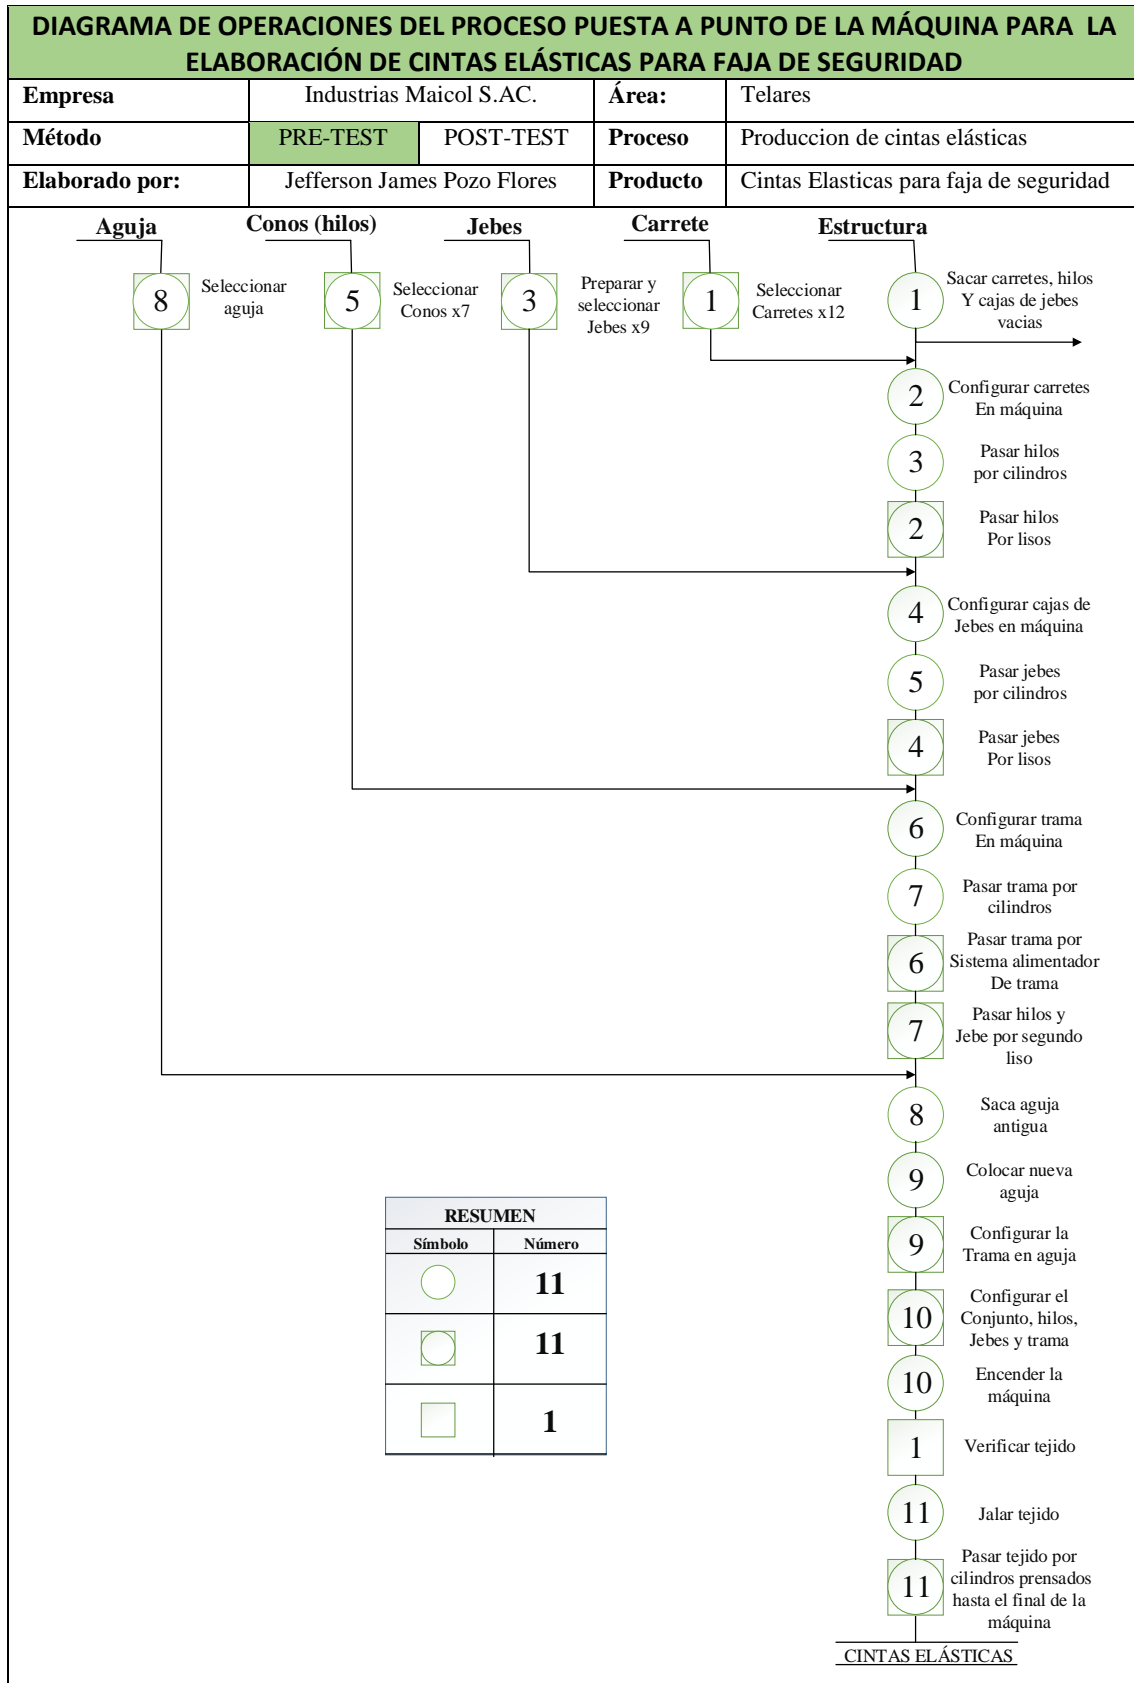 DIAGRAMA DE OPERACIONES DEL PROCESO PUESTA A PUNTO DE LA MÁQUINA PARA LA
ELABORACIÓN DE CINTAS ELÁSTICAS PARA FAJA DE SEGURIDAD
Empresa Industrias Maicol S.AC. Área: Telares
Método PRE-TEST POST-TEST Proceso Produccion de cintas elásticas
Elaborado por: Jefferson James Pozo Flores Producto Cintas Elasticas para faja de seguridad
Aguja
8
Seleccionar
aguja
Conos (hilos)
5
Seleccionar
Conos x7
Jebes
3
Preparar y
seleccionar
Jebes x9
Carrete
1
Seleccionar
Carretes x12
Estructura
1
Sacar carretes, hilos
Y cajas de jebes
vacias
2
Configurar carretes
En máquina
3
Pasar hilos
por cilindros
2
Pasar hilos
Por lisos
4
Configurar cajas de
Jebes en máquina
5
Pasar jebes
por cilindros
4
Pasar jebes
Por lisos
6
Configurar trama
En máquina
7
Pasar trama por
cilindros
6
Pasar trama por
Sistema alimentador
De trama
7
Pasar hilos y
Jebe por segundo
liso
8
Saca aguja
antigua
9
Colocar nueva
aguja
9
Configurar la
Trama en aguja
10
Configurar el
Conjunto, hilos,
Jebes y trama
10
Encender la
máquina
1
Verificar tejido
11
Jalar tejido
11
Pasar tejido por
cilindros prensados
hasta el final de la
máquina
CINTAS ELÁSTICAS
RESUMEN
Símbolo Número
11
11
1